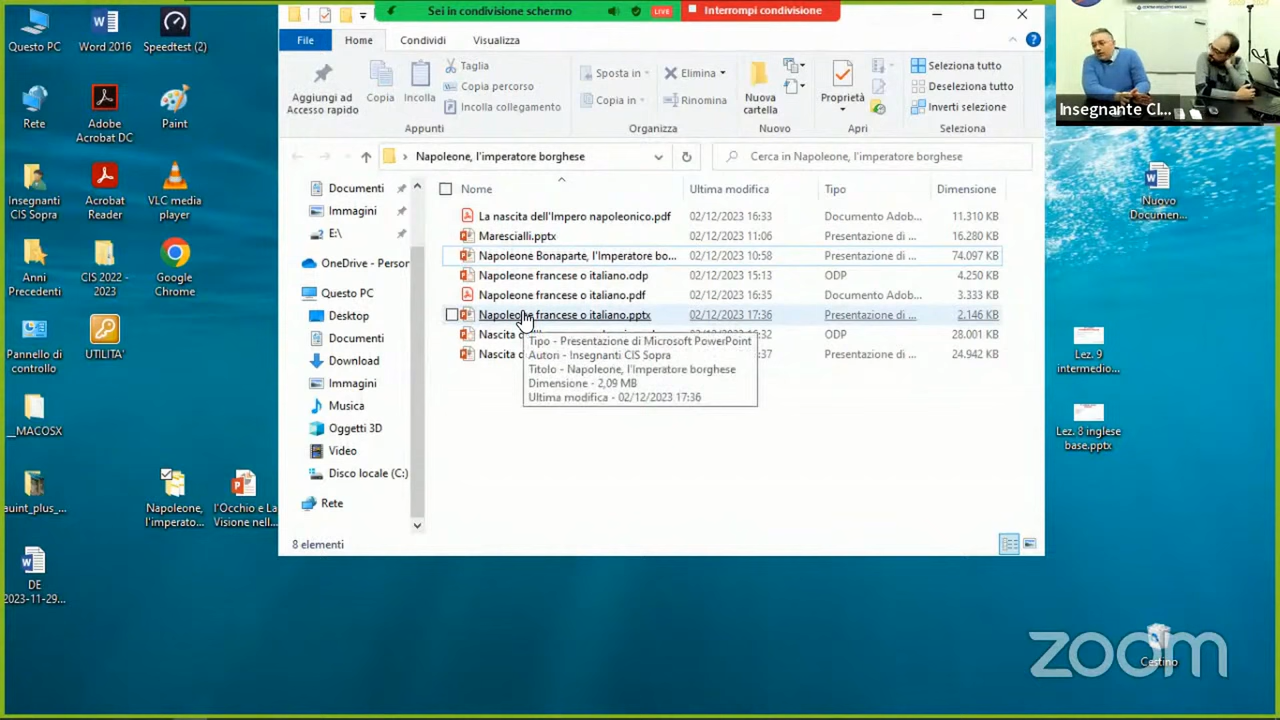 Sei in condivisione schermo
LIVE
Interrompi condivisione
File
Home
Condividi
Visualizza
Aggiungi ad
Accesso rapido
Copia
Incolla
Taglia
Copia percorso
Incolla collegamento
Appunti
Sposta in
Copia in
Elimina
Rinomina
Organizza
Nuova
cartella
Nuovo
Proprietà
Apri
Seleziona tutto
Deseleziona tutto
Inverti selezione
Seleziona
Napoleone, l'imperatore borghese
Cerca in Napoleone, l'imperatore borghese
Documenti
Immagini
E:\
OneDrive - Person
Questo PC
Desktop
Documenti
Download
Immagini
Musica
Oggetti 3D
Video
Disco locale (C:)
Rete
Nome
Ultima modifica
Tipo
Dimensione
La nascita dell'Impero napoleonico.pdf 02/12/2023 16:33 Documento Adob... 11.310 KB
Marescialli.pptx 02/12/2023 11:06 Presentazione di ... 16.280 KB
Napoleone Bonaparte, l'Imperatore bo... 02/12/2023 10:58 Presentazione di ... 74.097 KB
Napoleone francese o italiano.odp 02/12/2023 15:13 ODP 4.250 KB
Napoleone francese o italiano.pdf 02/12/2023 16:35 Documento Adob... 3.333 KB
Napoleone francese o italiano.pptx 02/12/2023 17:36 Presentazione di ... 2.146 KB
Nascita ODP 28.001 KB
Nascita Presentazione di ... 24.942 KB
Tipo - Presentazione di Microsoft PowerPoint
Autori - Insegnanti CIS Sopra
Titolo - Napoleone, l'Imperatore borghese
Dimensione - 2,09 MB
Ultima modifica - 02/12/2023 17:36
8 elementi
Questo PC
Word 2016
Speedtest (2)
Rete
Adobe
Acrobat DC
Paint
Insegnanti
CIS Sopra
Acrobat
Reader
VLC media
player
Anni
Precedenti
CIS 2022 -
2023
Google
Chrome
Pannello di
controllo
UTILITA'
__MACOSX
auint_plus_...
Napoleone,
l'imperato...
l'Occhio e La
Visione nell...
DE
2023-11-29...
Insegnante CI...
Nuovo
Documen...
Lez. 9
intermedio...
Lez. 8 inglese
base.pptx
Cestino
zoom